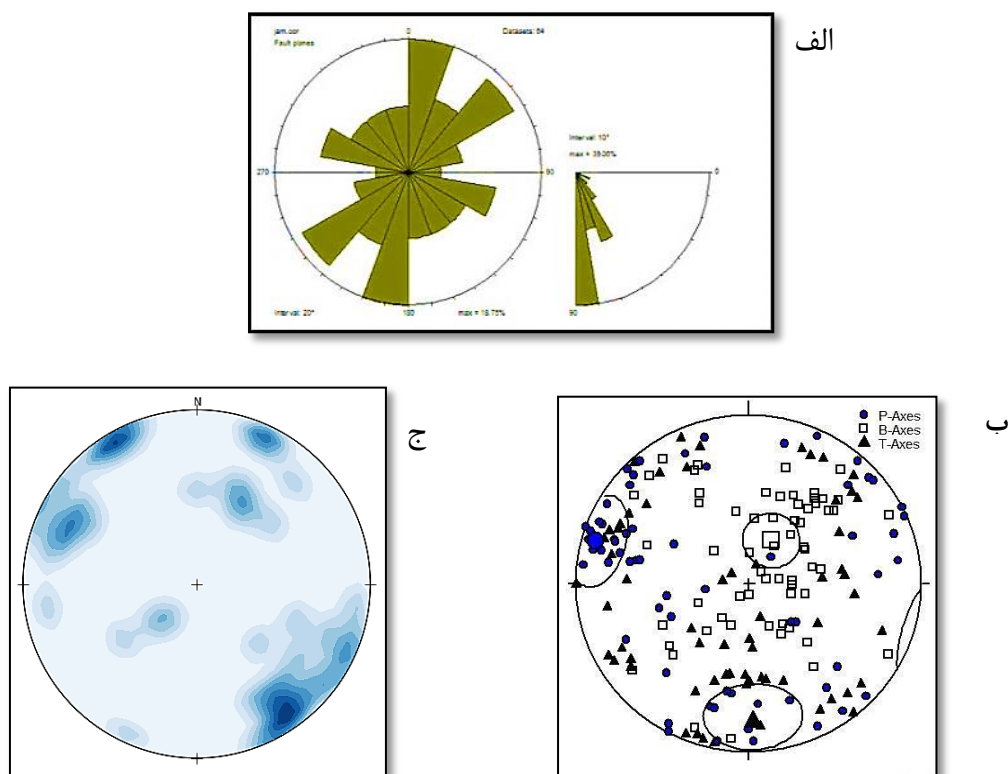 الف
jam.cor
Fault planes
0
Datasets: 64
270
90
Interval: 20°
180
max = 18.75%
Interval: 10°
max = 39.06%
0
90
ب
P-Axes
B-Axes
T-Axes
ج
N